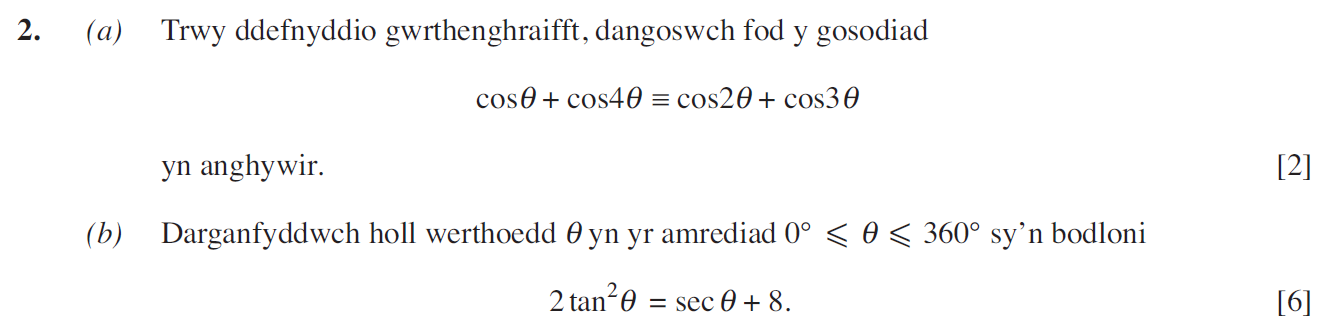 2. (a) Trwy ddefnyddio gwrthenghraifft, dangoswch fod y gosodiad
cosθ + cos4θ ≡ cos2θ + cos3θ
yn anghywir. [2]
(b) Darganfyddwch holl werthoedd θ yn yr amrediad 0° ⩽ θ ⩽ 360° sy’n bodloni
2 tan²θ = sec θ + 8. [6]